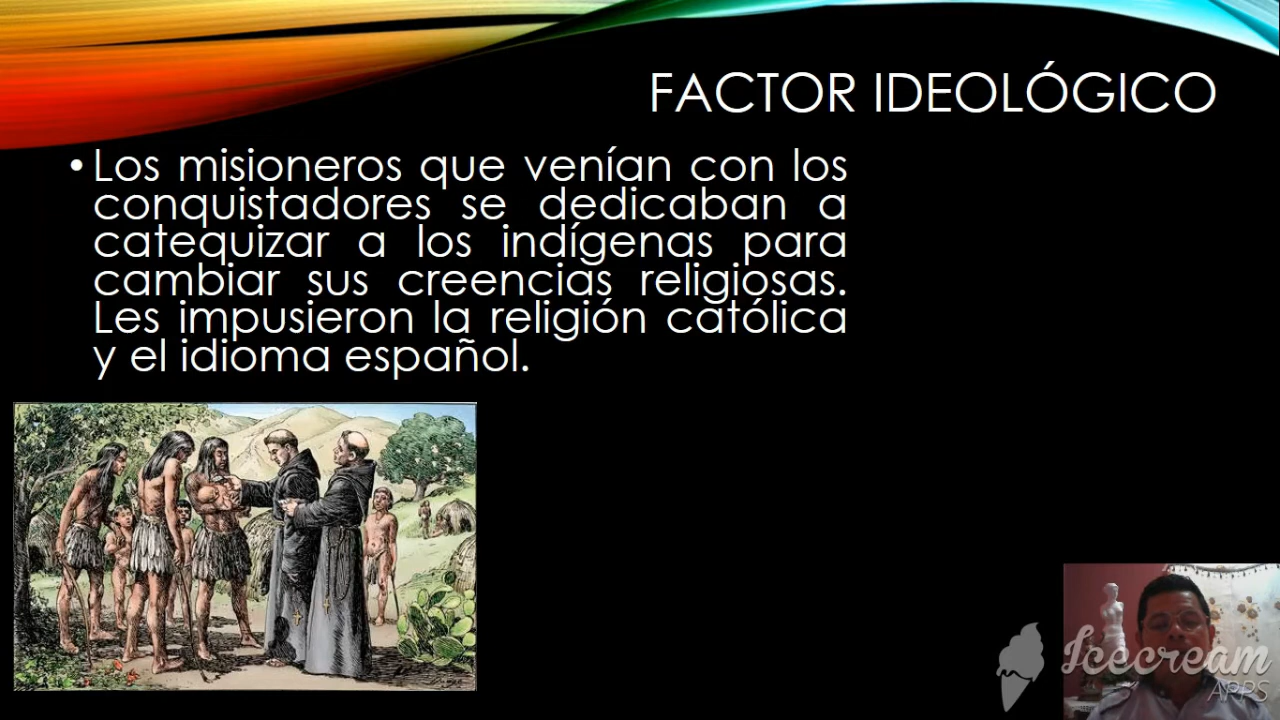 FACTOR IDEOLÓGICO
• Los misioneros que venían con los
conquistadores se dedicaban a
catequizar a los indígenas para
cambiar sus creencias religiosas.
Les impusieron la religión católica
y el idioma español.
Icecream
APPS